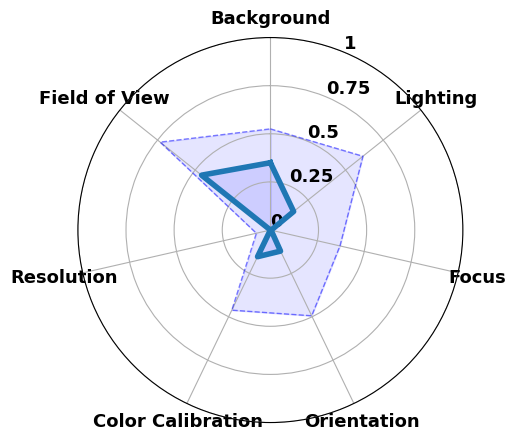 Background
1
0.75
Field of View
Lighting
0.5
0.25
0
Resolution
Focus
Color Calibration
Orientation